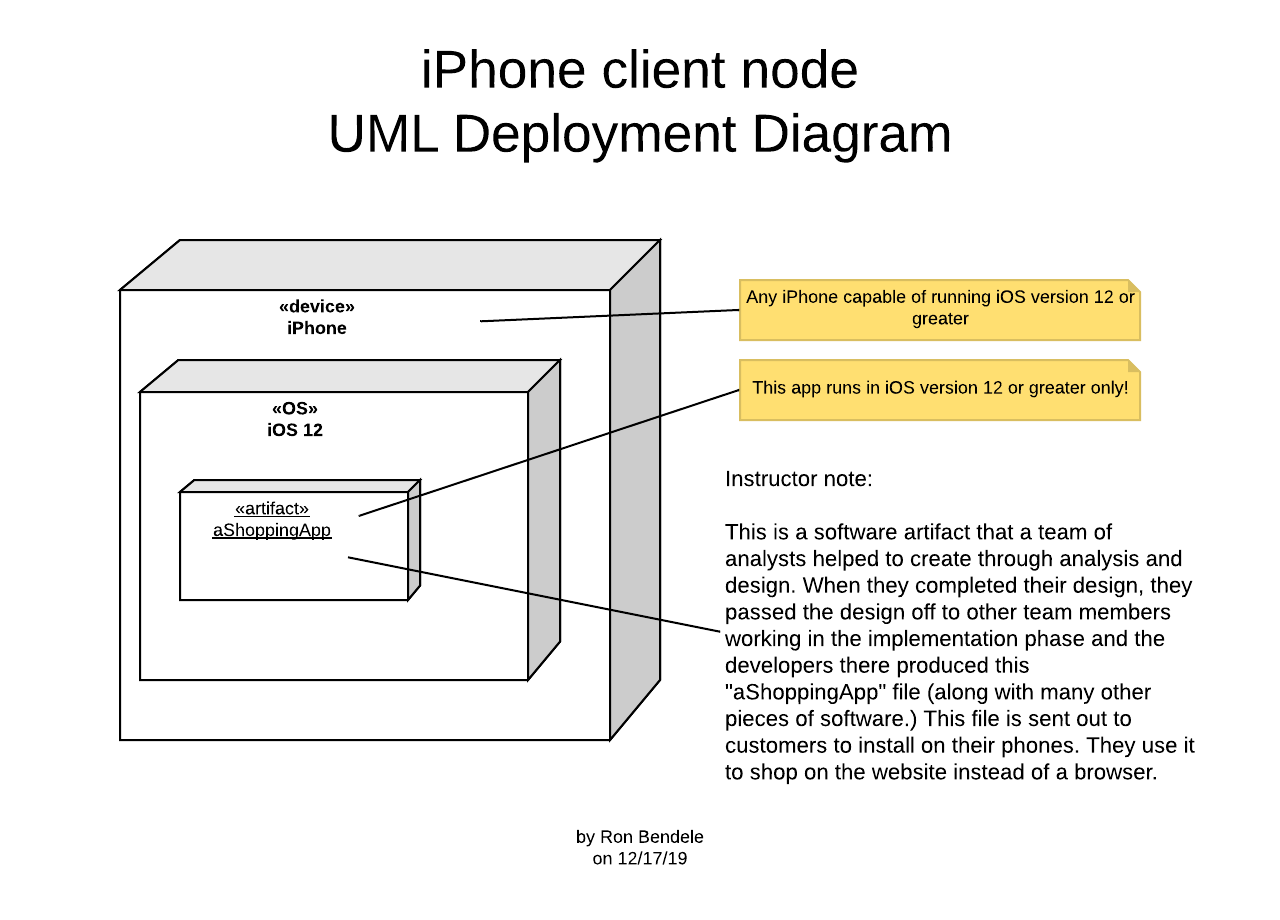 iPhone client node
UML Deployment Diagram
«device»
iPhone
«OS»
iOS 12
«artifact»
aShoppingApp
Any iPhone capable of running iOS version 12 or
greater
This app runs in iOS version 12 or greater only!
Instructor note:
This is a software artifact that a team of
analysts helped to create through analysis and
design. When they completed their design, they
passed the design off to other team members
working in the implementation phase and the
developers there produced this
"aShoppingApp" file (along with many other
pieces of software.) This file is sent out to
customers to install on their phones. They use it
to shop on the website instead of a browser.
by Ron Bendele
on 12/17/19